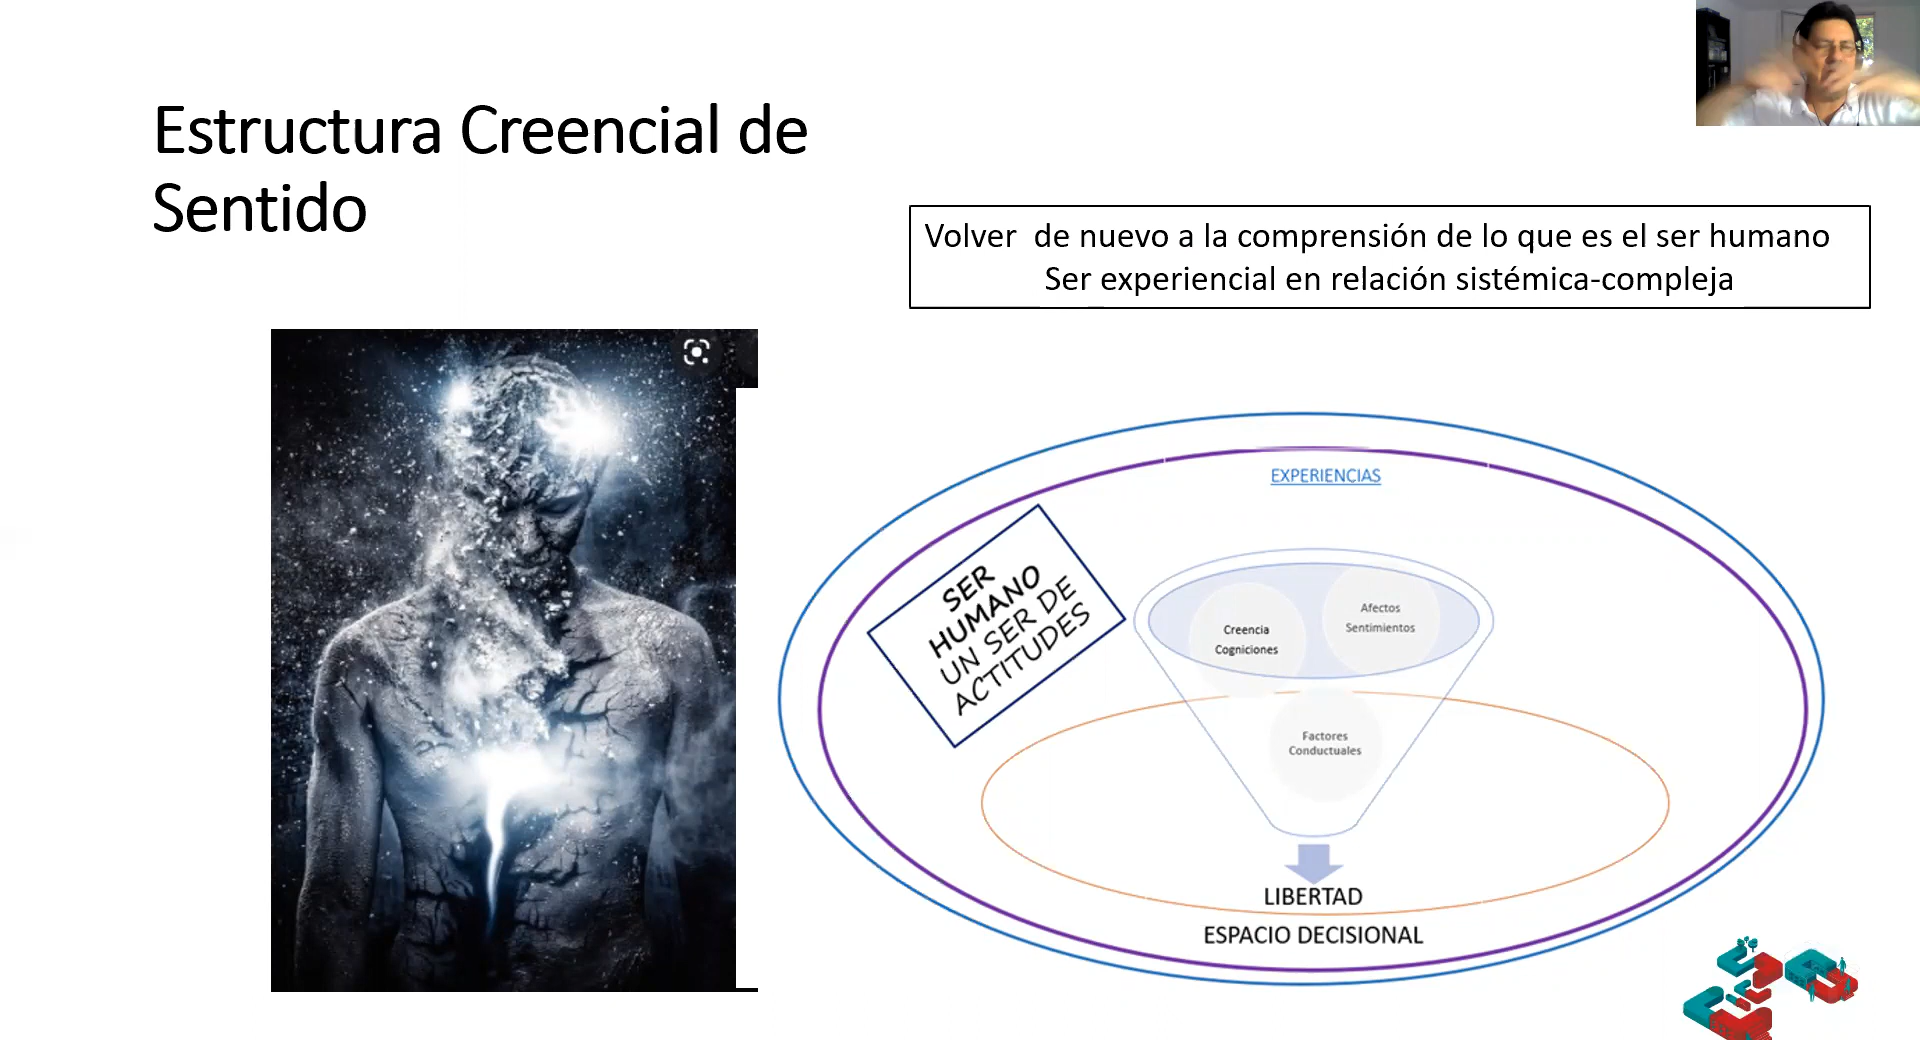 Estructura Creencial de
Sentido
Volver de nuevo a la comprensión de lo que es el ser humano
Ser experiencial en relación sistémica-compleja
EXPERIENCIAS
SER
HUMANO
UN SER DE
ACTITUDES
Creencia
Cogniciones
Afectos
Sentimientos
Factores
Conductuales
LIBERTAD
ESPACIO DECISIONAL